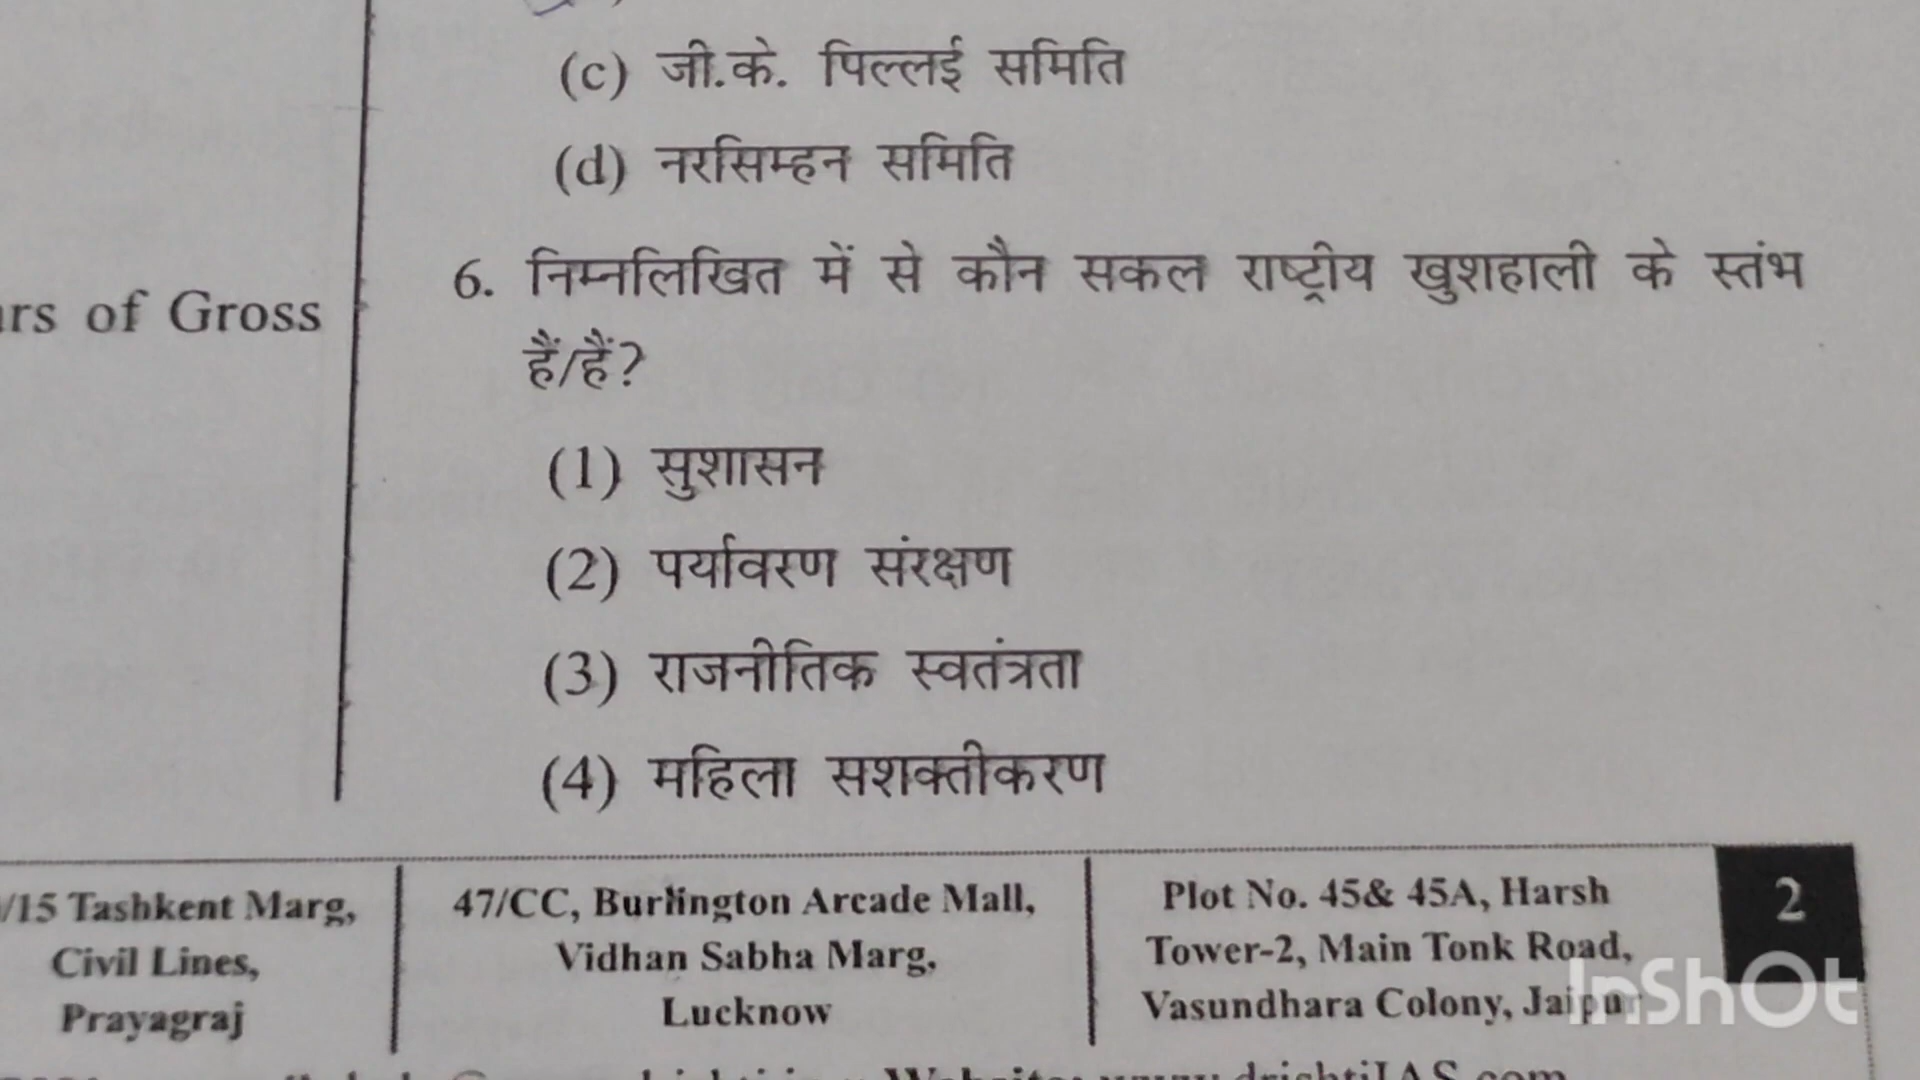 (c) जी.के. पिल्लई समिति
(d) नरसिम्हन समिति
6. निम्नलिखित में से कौन सकल राष्ट्रीय खुशहाली के स्तंभ
हैं/हैं?
of Gross
(1) सुशासन
(2) पर्यावरण संरक्षण
(3) राजनीतिक स्वतंत्रता
(4) महिला सशक्तीकरण
/15 Tashkent Marg,
Civil Lines,
Prayagraj
47/CC, Burlington Arcade Mall,
Vidhan Sabha Marg,
Lucknow
Plot No. 45& 45A, Harsh
Tower-2, Main Tonk Road,
Vasundhara Colony, Jaipur
2
InShOt